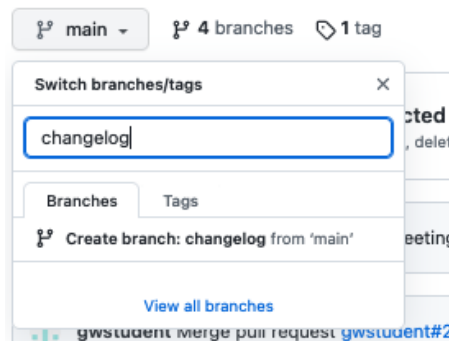 main 4 branches 1 tag
Switch branches/tags
cted
changelog
, delet
Branches Tags
Create branch: changelog from 'main'
eeting
View all branches
gwstudent Merge pull request gwstudent#2